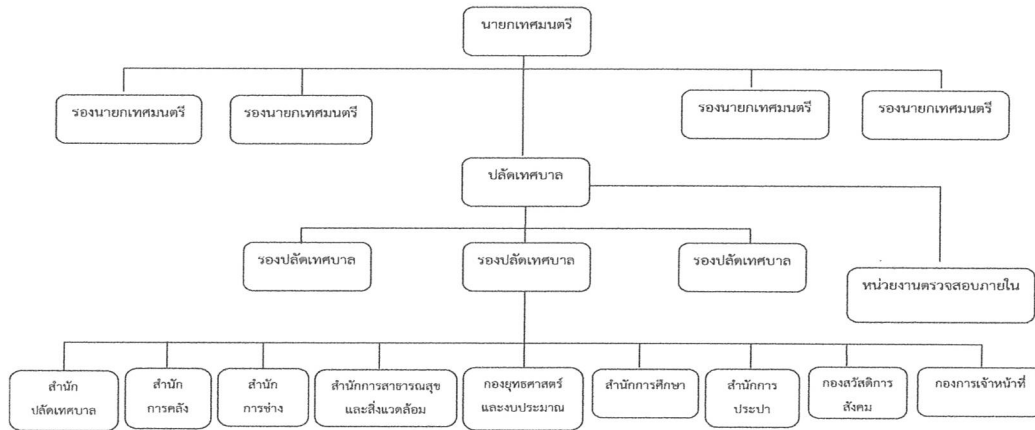 นายกเทศมนตรี
รองนายกเทศมนตรี
รองนายกเทศมนตรี
รองนายกเทศมนตรี
รองนายกเทศมนตรี
ปลัดเทศบาล
รองปลัดเทศบาล
รองปลัดเทศบาล
รองปลัดเทศบาล
หน่วยงานตรวจสอบภายใน
สำนัก
ปลัดเทศบาล
สำนัก
การคลัง
สำนัก
การช่าง
สำนักการสาธารณสุข
และสิ่งแวดล้อม
กองยุทธศาสตร์
และงบประมาณ
สำนักการศึกษา
สำนักการ
ประปา
กองสวัสดิการ
สังคม
กองการเจ้าหน้าที่